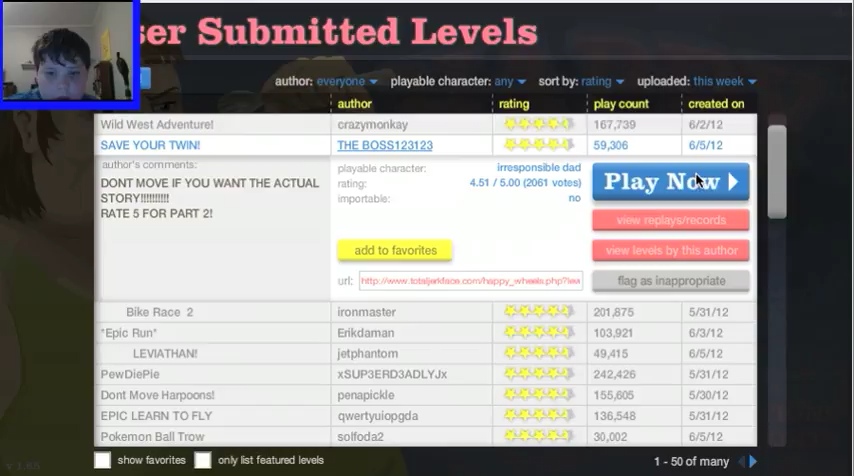 ser Submitted Levels
author: everyone playable character: any sort by: rating uploaded: this week
author rating play count created on
Wild West Adventure! crazymonkay 167,739 6/2/12
SAVE YOUR TWIN! THE BOSS123123 59,306 6/5/12
author's comments:
DONT MOVE IF YOU WANT THE ACTUAL
STORY!!!!!!!!!!
RATE 5 FOR PART 2!
playable character: irresponsible dad
rating: 4.51 / 5.00 (2061 votes)
importable: no
add to favorites
url: http://www.totaljerkface.com/happy_wheels.php?lev
Play Now
view replays/records
view levels by this author
flag as inappropriate
Bike Race 2 ironmaster 201,875 5/31/12
*Epic Run* Erikdaman 103,921 6/3/12
LEVIATHAN! jetphantom 49,415 6/5/12
PewDiePie xSUP3ERD3ADLYJx 242,426 5/31/12
Dont Move Harpoons! penapickle 155,605 5/30/12
EPIC LEARN TO FLY qwertyuiopgda 136,548 5/31/12
Pokemon Ball Trow solfoda2 30,002 6/5/12
v 1.65 show favorites only list featured levels 1 - 50 of many